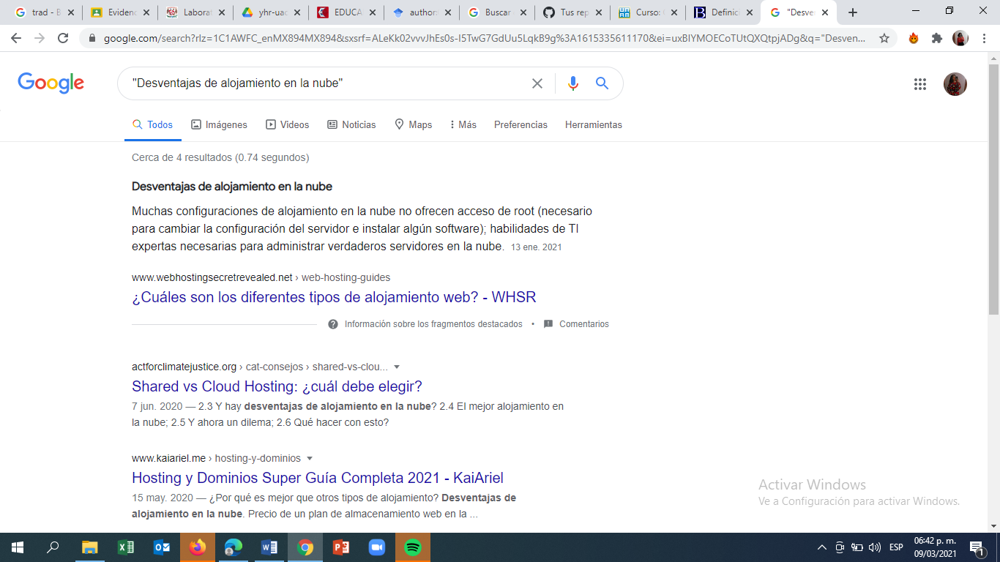 trad - B
Evidenc
Laborat
yhr-uac
EDUCA
author:
Buscar
Tus rep
Curso: 
Definici
"Desver
google.com/search?rlz=1C1AWFC_enMX894MX894&sxsrf=ALeKk02vvvJhEs0s-I5TwG7GdUu5LqkB9g%3A1615335611170&ei=uxBIYMOECoTUtQXQtpjADg&q="Desven...
Google
"Desventajas de alojamiento en la nube"
Todos
Imágenes
Videos
Noticias
Maps
Más
Preferencias
Herramientas
Cerca de 4 resultados (0.74 segundos)
Desventajas de alojamiento en la nube
Muchas configuraciones de alojamiento en la nube no ofrecen acceso de root (necesario
para cambiar la configuración del servidor e instalar algún software); habilidades de TI
expertas necesarias para administrar verdaderos servidores en la nube. 13 ene. 2021
www.webhostingsecretrevealed.net › web-hosting-guides
¿Cuáles son los diferentes tipos de alojamiento web? - WHSR
Información sobre los fragmentos destacados • Comentarios
actforclimatejustice.org › cat-consejos › shared-vs-clou...
Shared vs Cloud Hosting: ¿cuál debe elegir?
7 jun. 2020 — 2.3 Y hay desventajas de alojamiento en la nube? 2.4 El mejor alojamiento en
la nube; 2.5 Y ahora un dilema; 2.6 Qué hacer con esto?
www.kaiariel.me › hosting-y-dominios
Hosting y Dominios Super Guía Completa 2021 - KaiAriel
15 may. 2020 — ¿Por qué es mejor que otros tipos de alojamiento? Desventajas de
alojamiento en la nube. Precio de un plan de almacenamiento web en la ...
Activar Windows
Ve a Configuración para activar Windows.
ESP
06:42 p. m.
09/03/2021
1